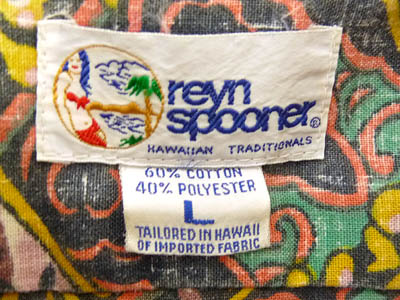 reyn
spooner®
HAWAIIAN TRADITIONALS
60% COTTON
40% POLYESTER
L
TAILORED IN HAWAII
OF IMPORTED FABRIC